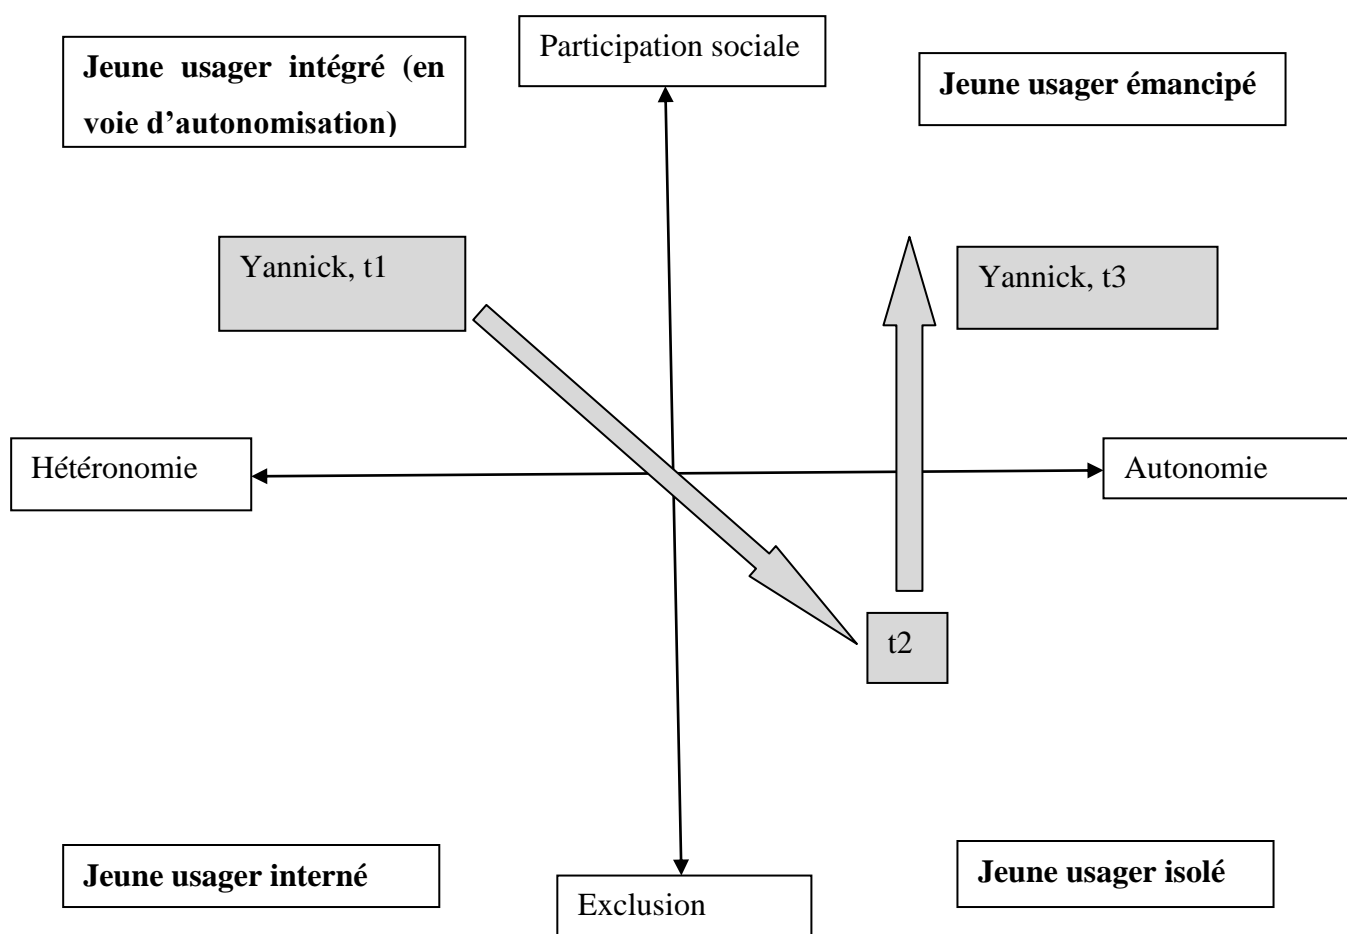 Participation sociale
Jeune usager intégré (en
voie d’autonomisation)
Jeune usager émancipé
Yannick, t1
Yannick, t3
Hétéronomie
Autonomie
t2
Jeune usager interné
Jeune usager isolé
Exclusion